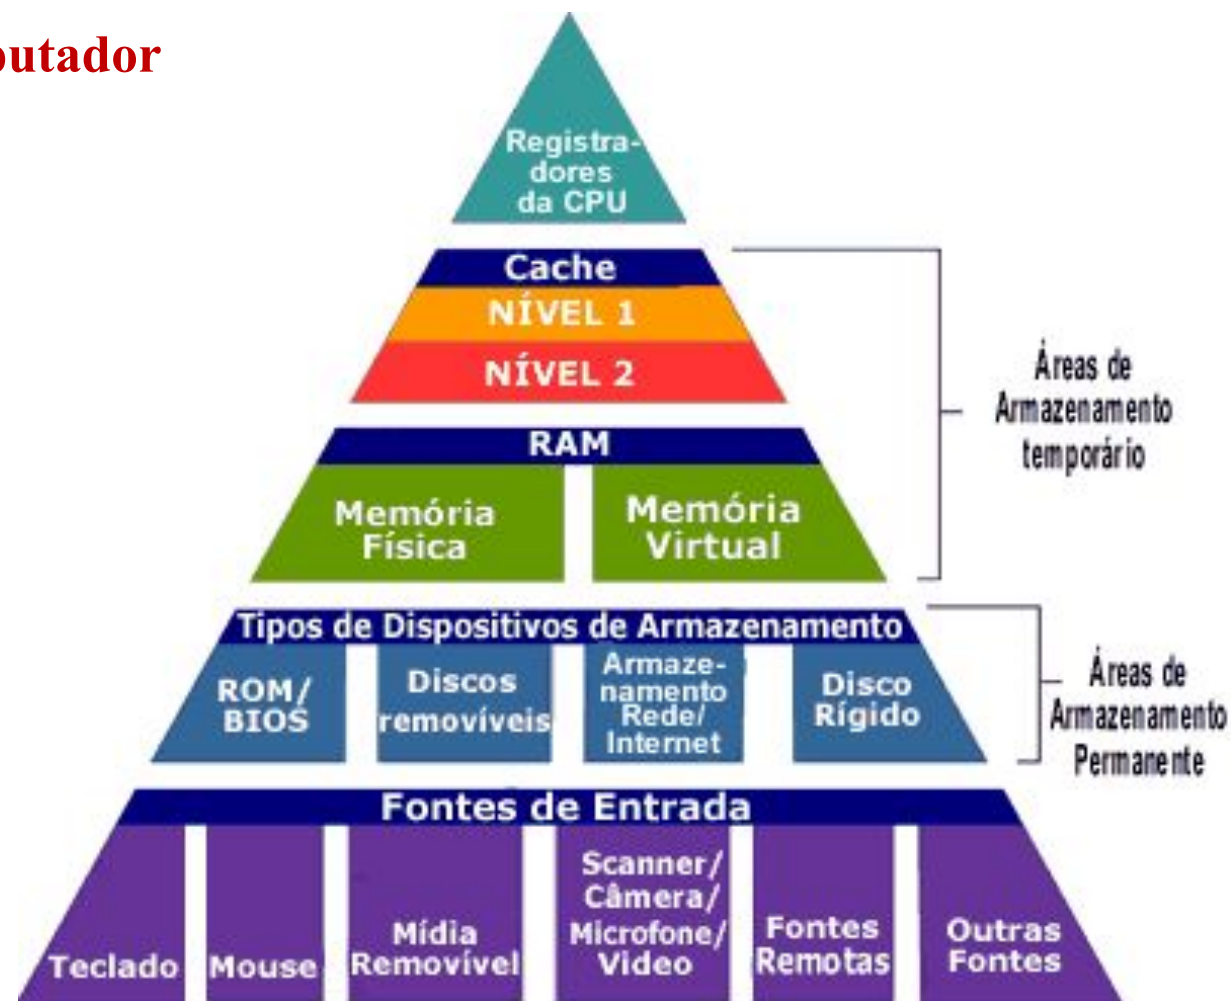 putador
Registra-
dores
da CPU
Cache
NÍVEL 1
NÍVEL 2
RAM
Memória
Física
Memória
Virtual
Áreas de
Armazenamento
temporário
Tipos de Dispositivos de Armazenamento
ROM/
BIOS
Discos
removíveis
Armaze-
namento
Rede/
Internet
Disco
Rígido
Áreas de
Armazenamento
Permanente
Fontes de Entrada
Teclado
Mouse
Mídia
Removível
Scanner/
Câmera/
Microfone/
Video
Fontes
Remotas
Outras
Fontes